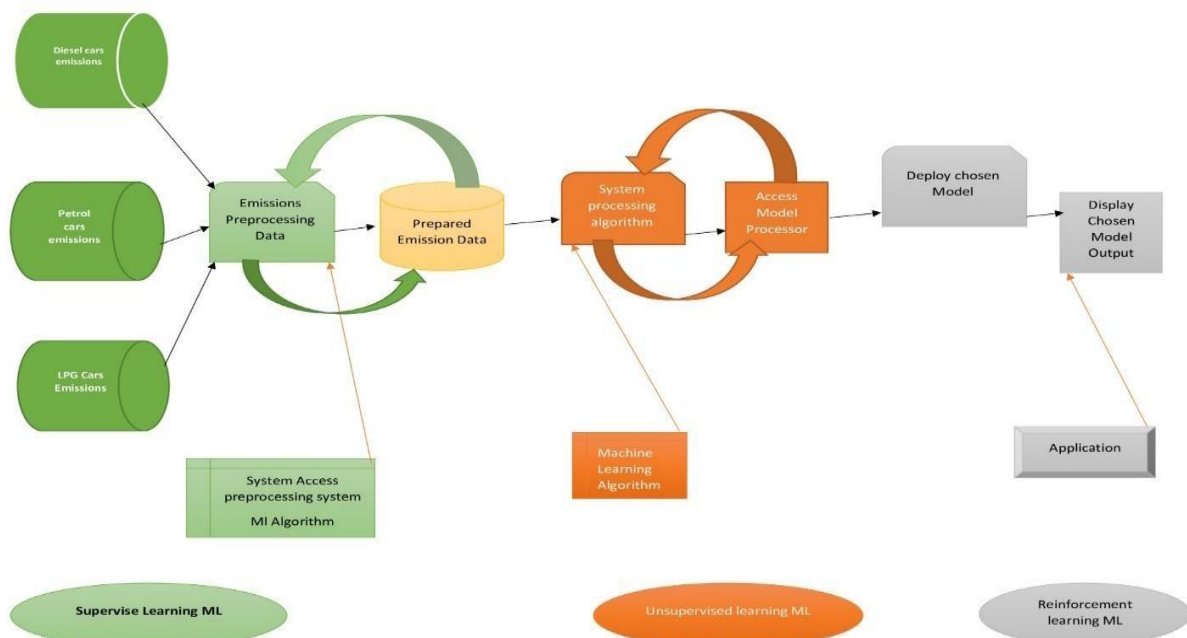 Diesel cars
emissions
Petrol
cars
emissions
LPG Cars
Emissions
Emissions
Preprocessing
Data
Prepared
Emission Data
System
processing
algorithm
Access
Model
Processor
Deploy chosen
Model
Display
Chosen
Model
Output
System Access
preprocessing system
Ml Algorithm
Machine
Learning
Algorithm
Application
Supervise Learning ML
Unsupervised learning ML
Reinforcement
learning ML